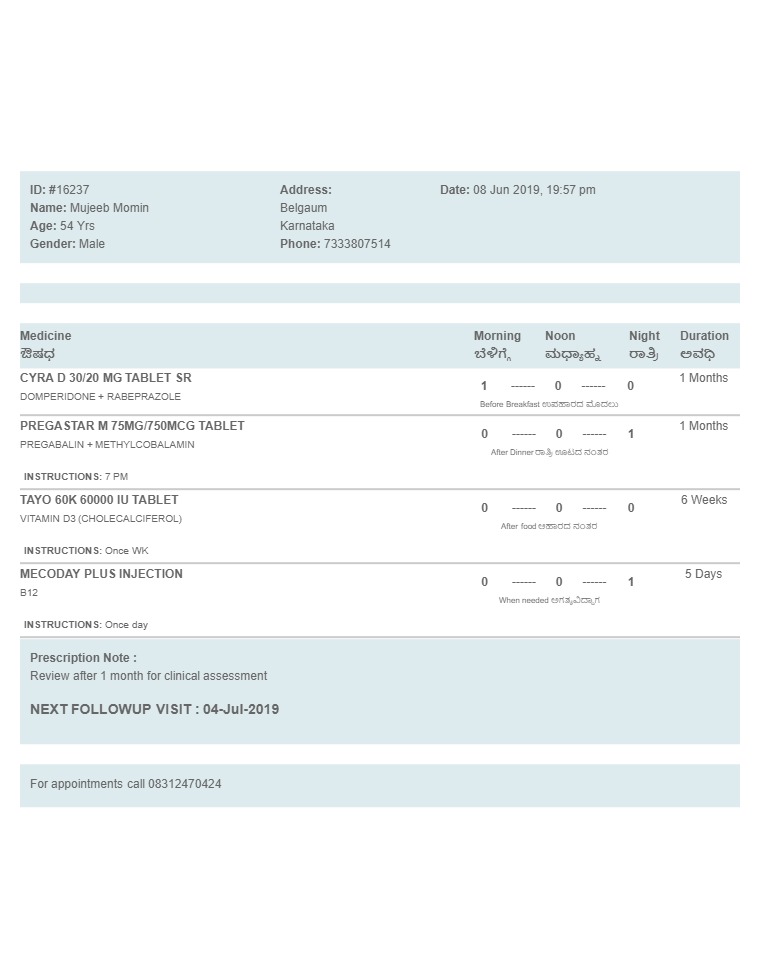 ID: #16237 Address: Date: 08 Jun 2019, 19:57 pm
Name: Mujeeb Momin Belgaum
Age: 54 Yrs Karnataka
Gender: Male Phone: 7333807514
Medicine Morning Noon Night Duration
ಔಷಧ ಬೆಳಿಗ್ಗೆ ಮಧ್ಯಾಹ್ನ ರಾತ್ರಿ ಅವಧಿ
CYRA D 30/20 MG TABLET SR 1 ------ 0 ------ 0 1 Months
DOMPERIDONE + RABEPRAZOLE
Before Breakfast ಉಪಹಾರದ ಮೊದಲು
PREGASTAR M 75MG/750MCG TABLET 0 ------ 0 ------ 1 1 Months
PREGABALIN + METHYLCOBALAMIN
After Dinner ರಾತ್ರಿ ಊಟದ ನಂತರ
INSTRUCTIONS: 7 PM
TAYO 60K 60000 IU TABLET 0 ------ 0 ------ 0 6 Weeks
VITAMIN D3 (CHOLECALCIFEROL)
After food ಆಹಾರದ ನಂತರ
INSTRUCTIONS: Once WK
MECODAY PLUS INJECTION 0 ------ 0 ------ 1 5 Days
B12
When needed ಅಗತ್ಯವಿದ್ದಾಗ
INSTRUCTIONS: Once day
Prescription Note :
Review after 1 month for clinical assessment
NEXT FOLLOWUP VISIT : 04-Jul-2019
For appointments call 08312470424